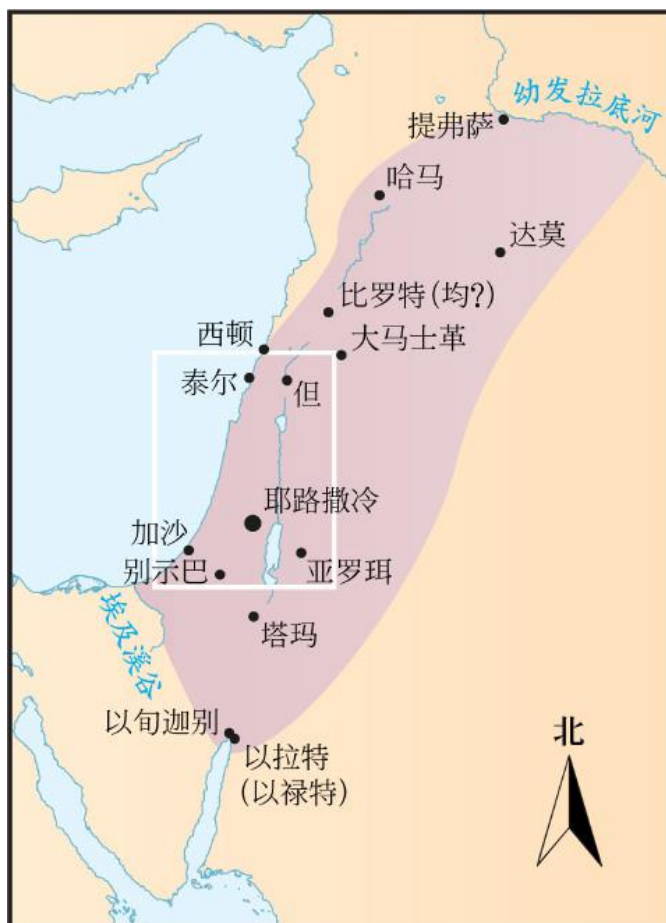 幼发拉底河
提弗萨
哈马
达莫
比罗特(均?)
西顿
大马士革
泰尔
但
耶路撒冷
加沙
别示巴
亚罗珥
埃及溪谷
塔玛
以旬迦别
以拉特
(以禄特)
北